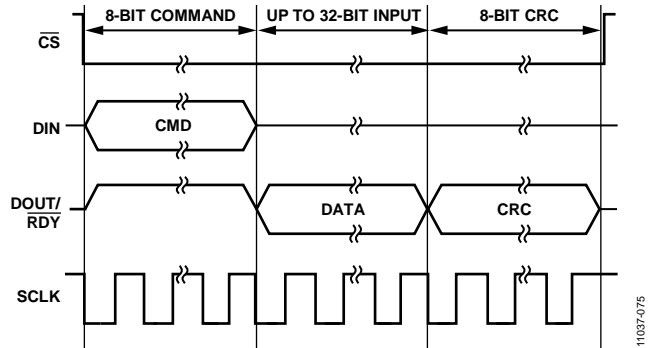 8-BIT COMMAND UP TO 32-BIT INPUT 8-BIT CRC
CS
DIN
CMD
DOUT/
RDY
DATA
CRC
SCLK
11037-075